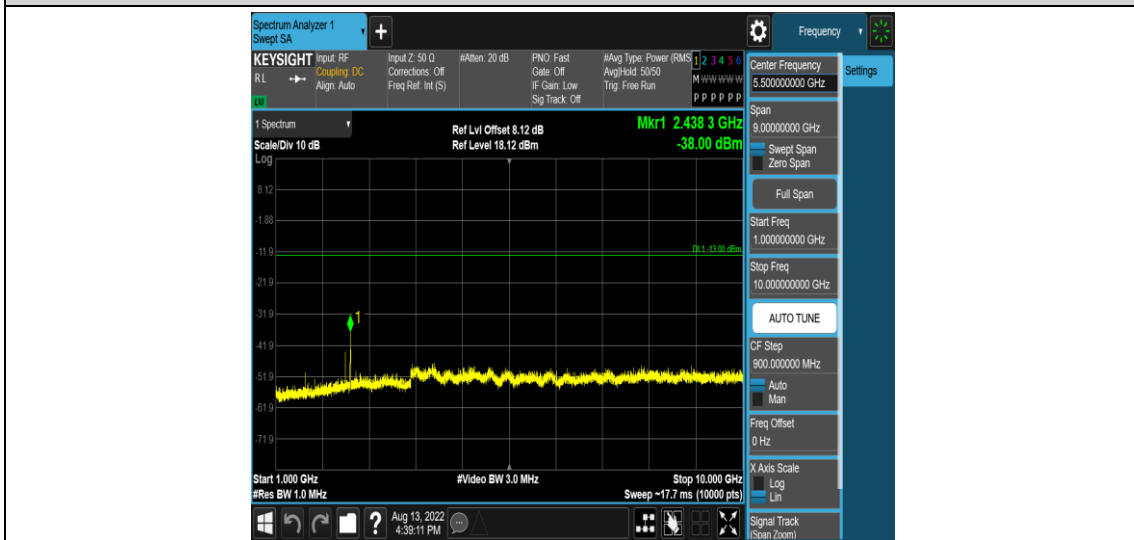 Spectrum Analyzer 1
Swept SA
+
Frequency
KEYSIGHT
RL
LXI
Input: RF
Coupling: DC
Align: Auto
Input Z: 50 Ω
Corrections: Off
Freq Ref: Int (S)
#Atten: 20 dB
PNO: Fast
Gate: Off
IF Gain: Low
Sig Track: Off
#Avg Type: Power (RMS
Avg|Hold: 50/50
Trig: Free Run
1 2 3 4 5 6
M W W W W W
P P P P P P
Center Frequency
5.500000000 GHz
Settings
1 Spectrum
Scale/Div 10 dB
Ref Lvl Offset 8.12 dB
Ref Level 18.12 dBm
Mkr1 2.438 3 GHz
-38.00 dBm
Log
8.12
-1.88
-11.9
-21.9
-31.9
-41.9
-51.9
-61.9
-71.9
DL1 -13.00 dBm
1
Start 1.000 GHz
#Res BW 1.0 MHz
#Video BW 3.0 MHz
Stop 10.000 GHz
Sweep ~17.7 ms (10000 pts)
Span
9.00000000 GHz
Swept Span
Zero Span
Full Span
Start Freq
1.000000000 GHz
Stop Freq
10.00000000 GHz
AUTO TUNE
CF Step
900.000000 MHz
Auto
Man
Freq Offset
0 Hz
X Axis Scale
Log
Lin
Signal Track
(Span Zoom)
?
Aug 13, 2022
4:39:11 PM